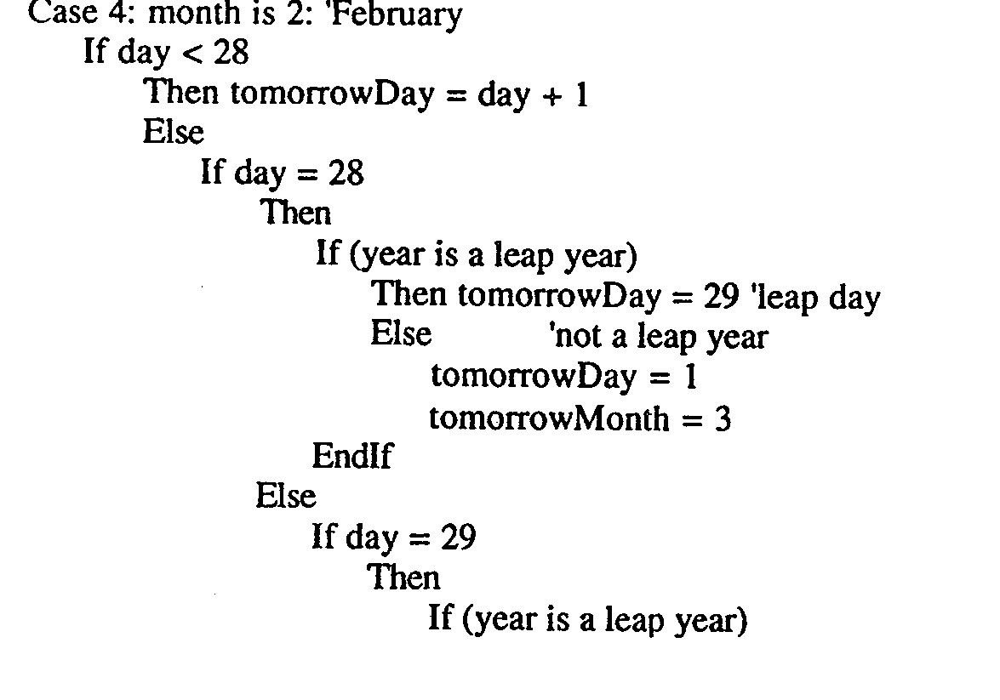 Case 4: month is 2: 'February
If day < 28
Then tomorrowDay = day + 1
Else
If day = 28
Then
If (year is a leap year)
Then tomorrowDay = 29 'leap day
Else 'not a leap year
tomorrowDay = 1
tomorrowMonth = 3
EndIf
Else
If day = 29
Then
If (year is a leap year)